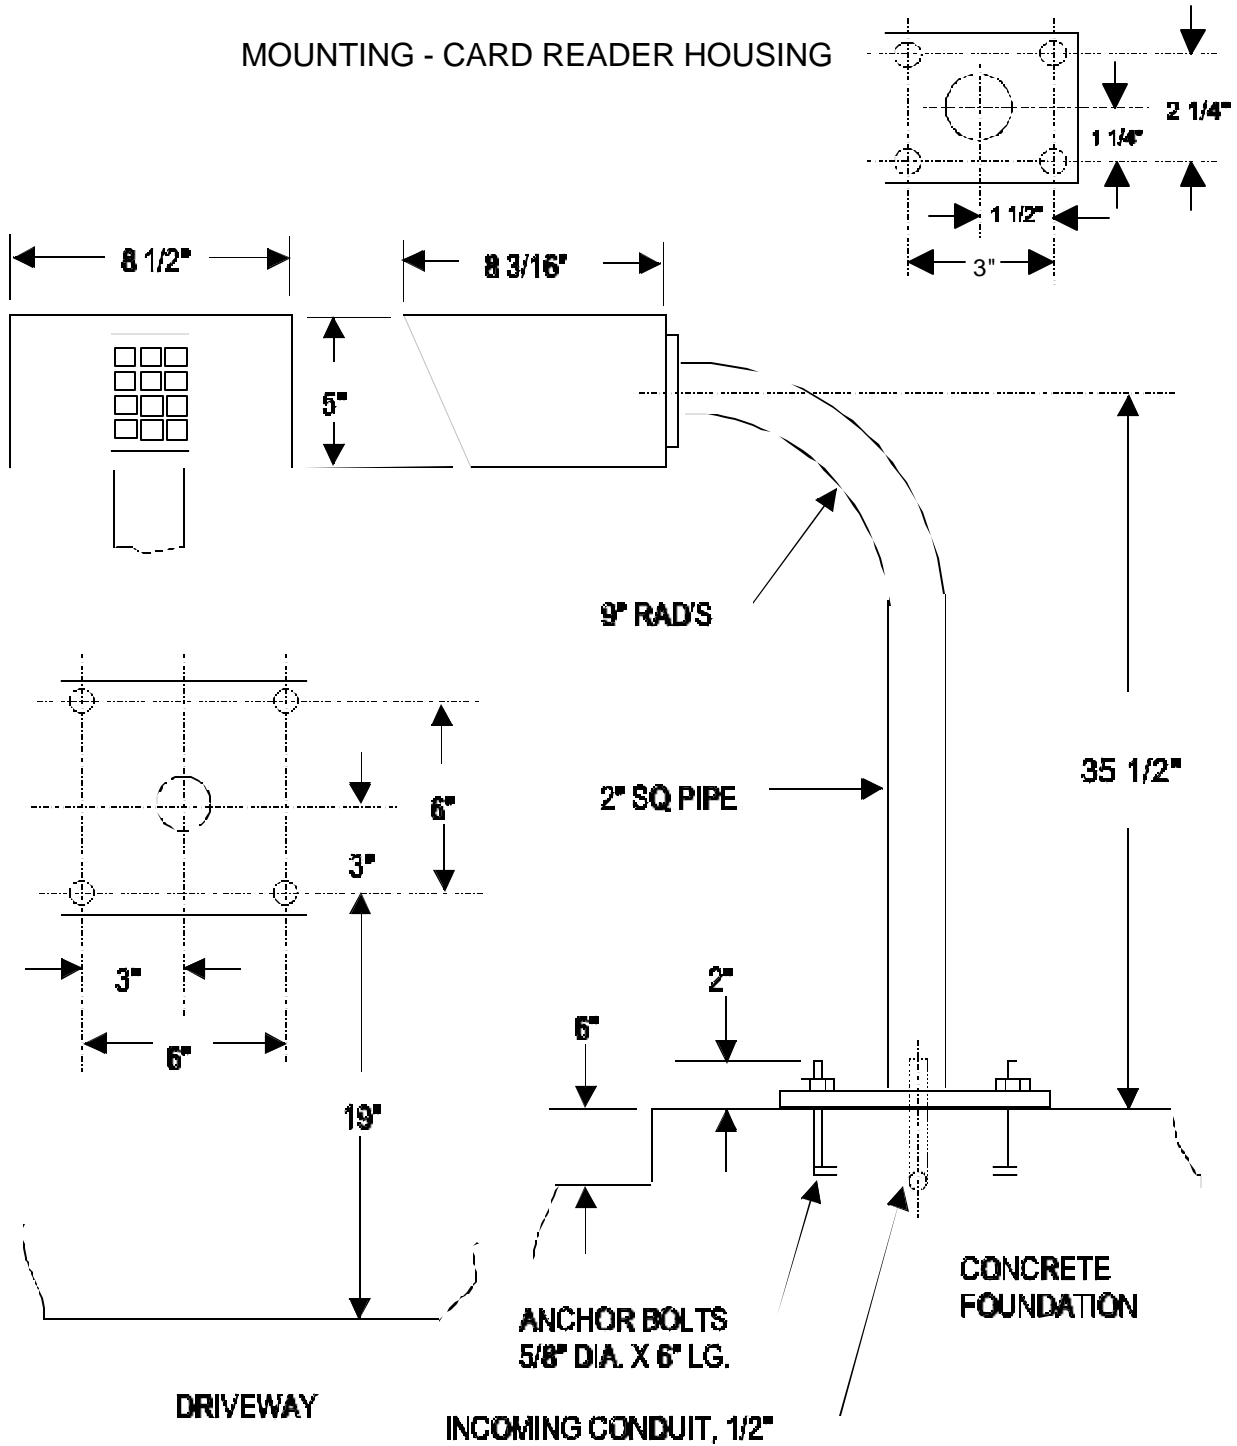 MOUNTING - CARD READER HOUSING
2 1/4"
1 1/4"
1 1/2"
3"
8 1/2"
8 3/16"
5"
9" RAD'S
35 1/2"
2" SQ PIPE
6"
3"
3"
6"
2"
6"
19"
CONCRETE
FOUNDATION
ANCHOR BOLTS
5/8" DIA. X 6" LG.
DRIVEWAY
INCOMING CONDUIT, 1/2"